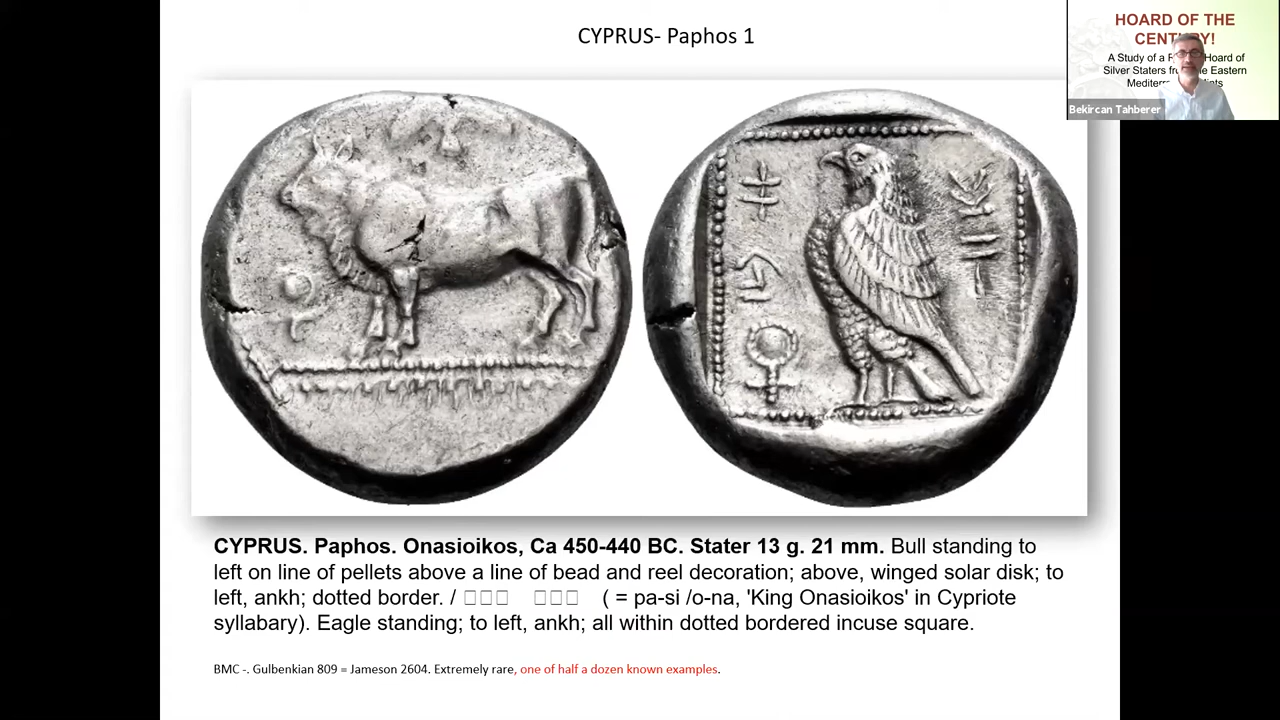 CYPRUS- Paphos 1
HOARD OF THE
CENTURY!
A Study of a Hoard of
Silver Staters Eastern
Bekircan Tahberer
CYPRUS. Paphos. Onasioikos, Ca 450-440 BC. Stater 13 g. 21 mm. Bull standing to
left on line of pellets above a line of bead and reel decoration; above, winged solar disk; to
left, ankh; dotted border. / □□□ □□□ ( = pa-si /o-na, 'King Onasioikos' in Cypriote
syllabary). Eagle standing; to left, ankh; all within dotted bordered incuse square.
BMC -. Gulbenkian 809 = Jameson 2604. Extremely rare, one of half a dozen known examples.